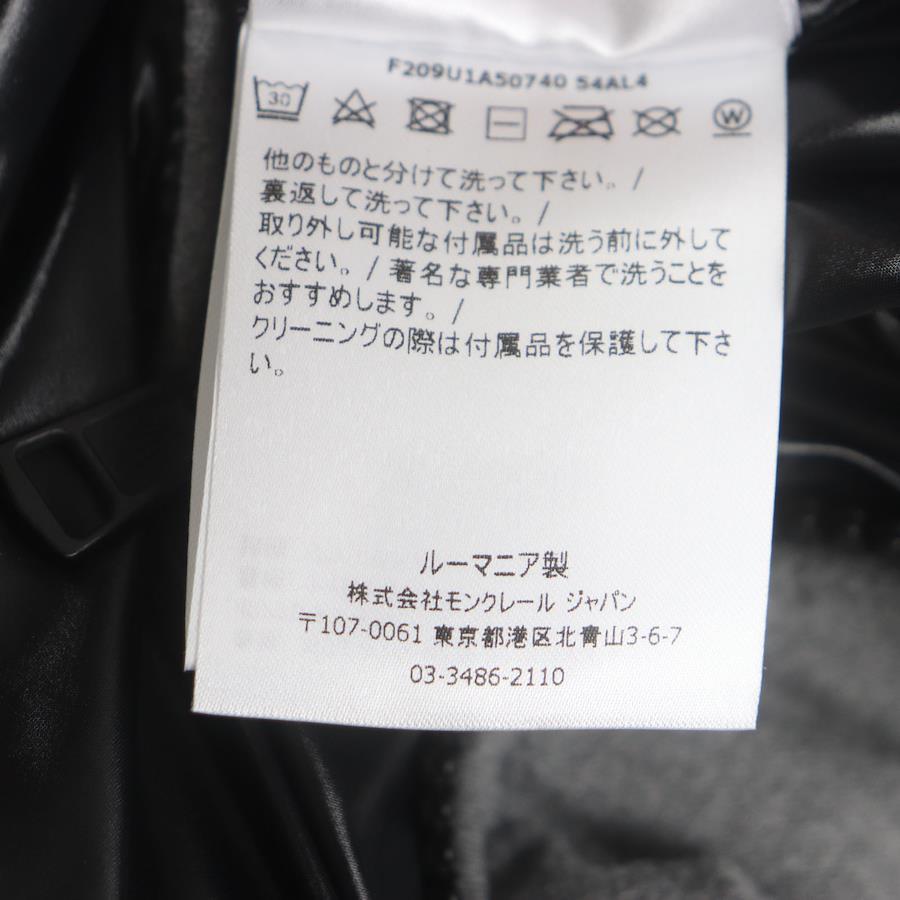 F209U1A50740 54AL4
30 W
他のものと分けて洗って下さい。/
裏返して洗って下さい。/
取り外し可能な付属品は洗う前に外して
ください。/ 著名な専門業者で洗うことを
おすすめします。/
クリーニングの際は付属品を保護して下さ
い。
ルーマニア製
株式会社モンクレール ジャパン
〒107-0061 東京都港区北青山3-6-7
03-3486-2110